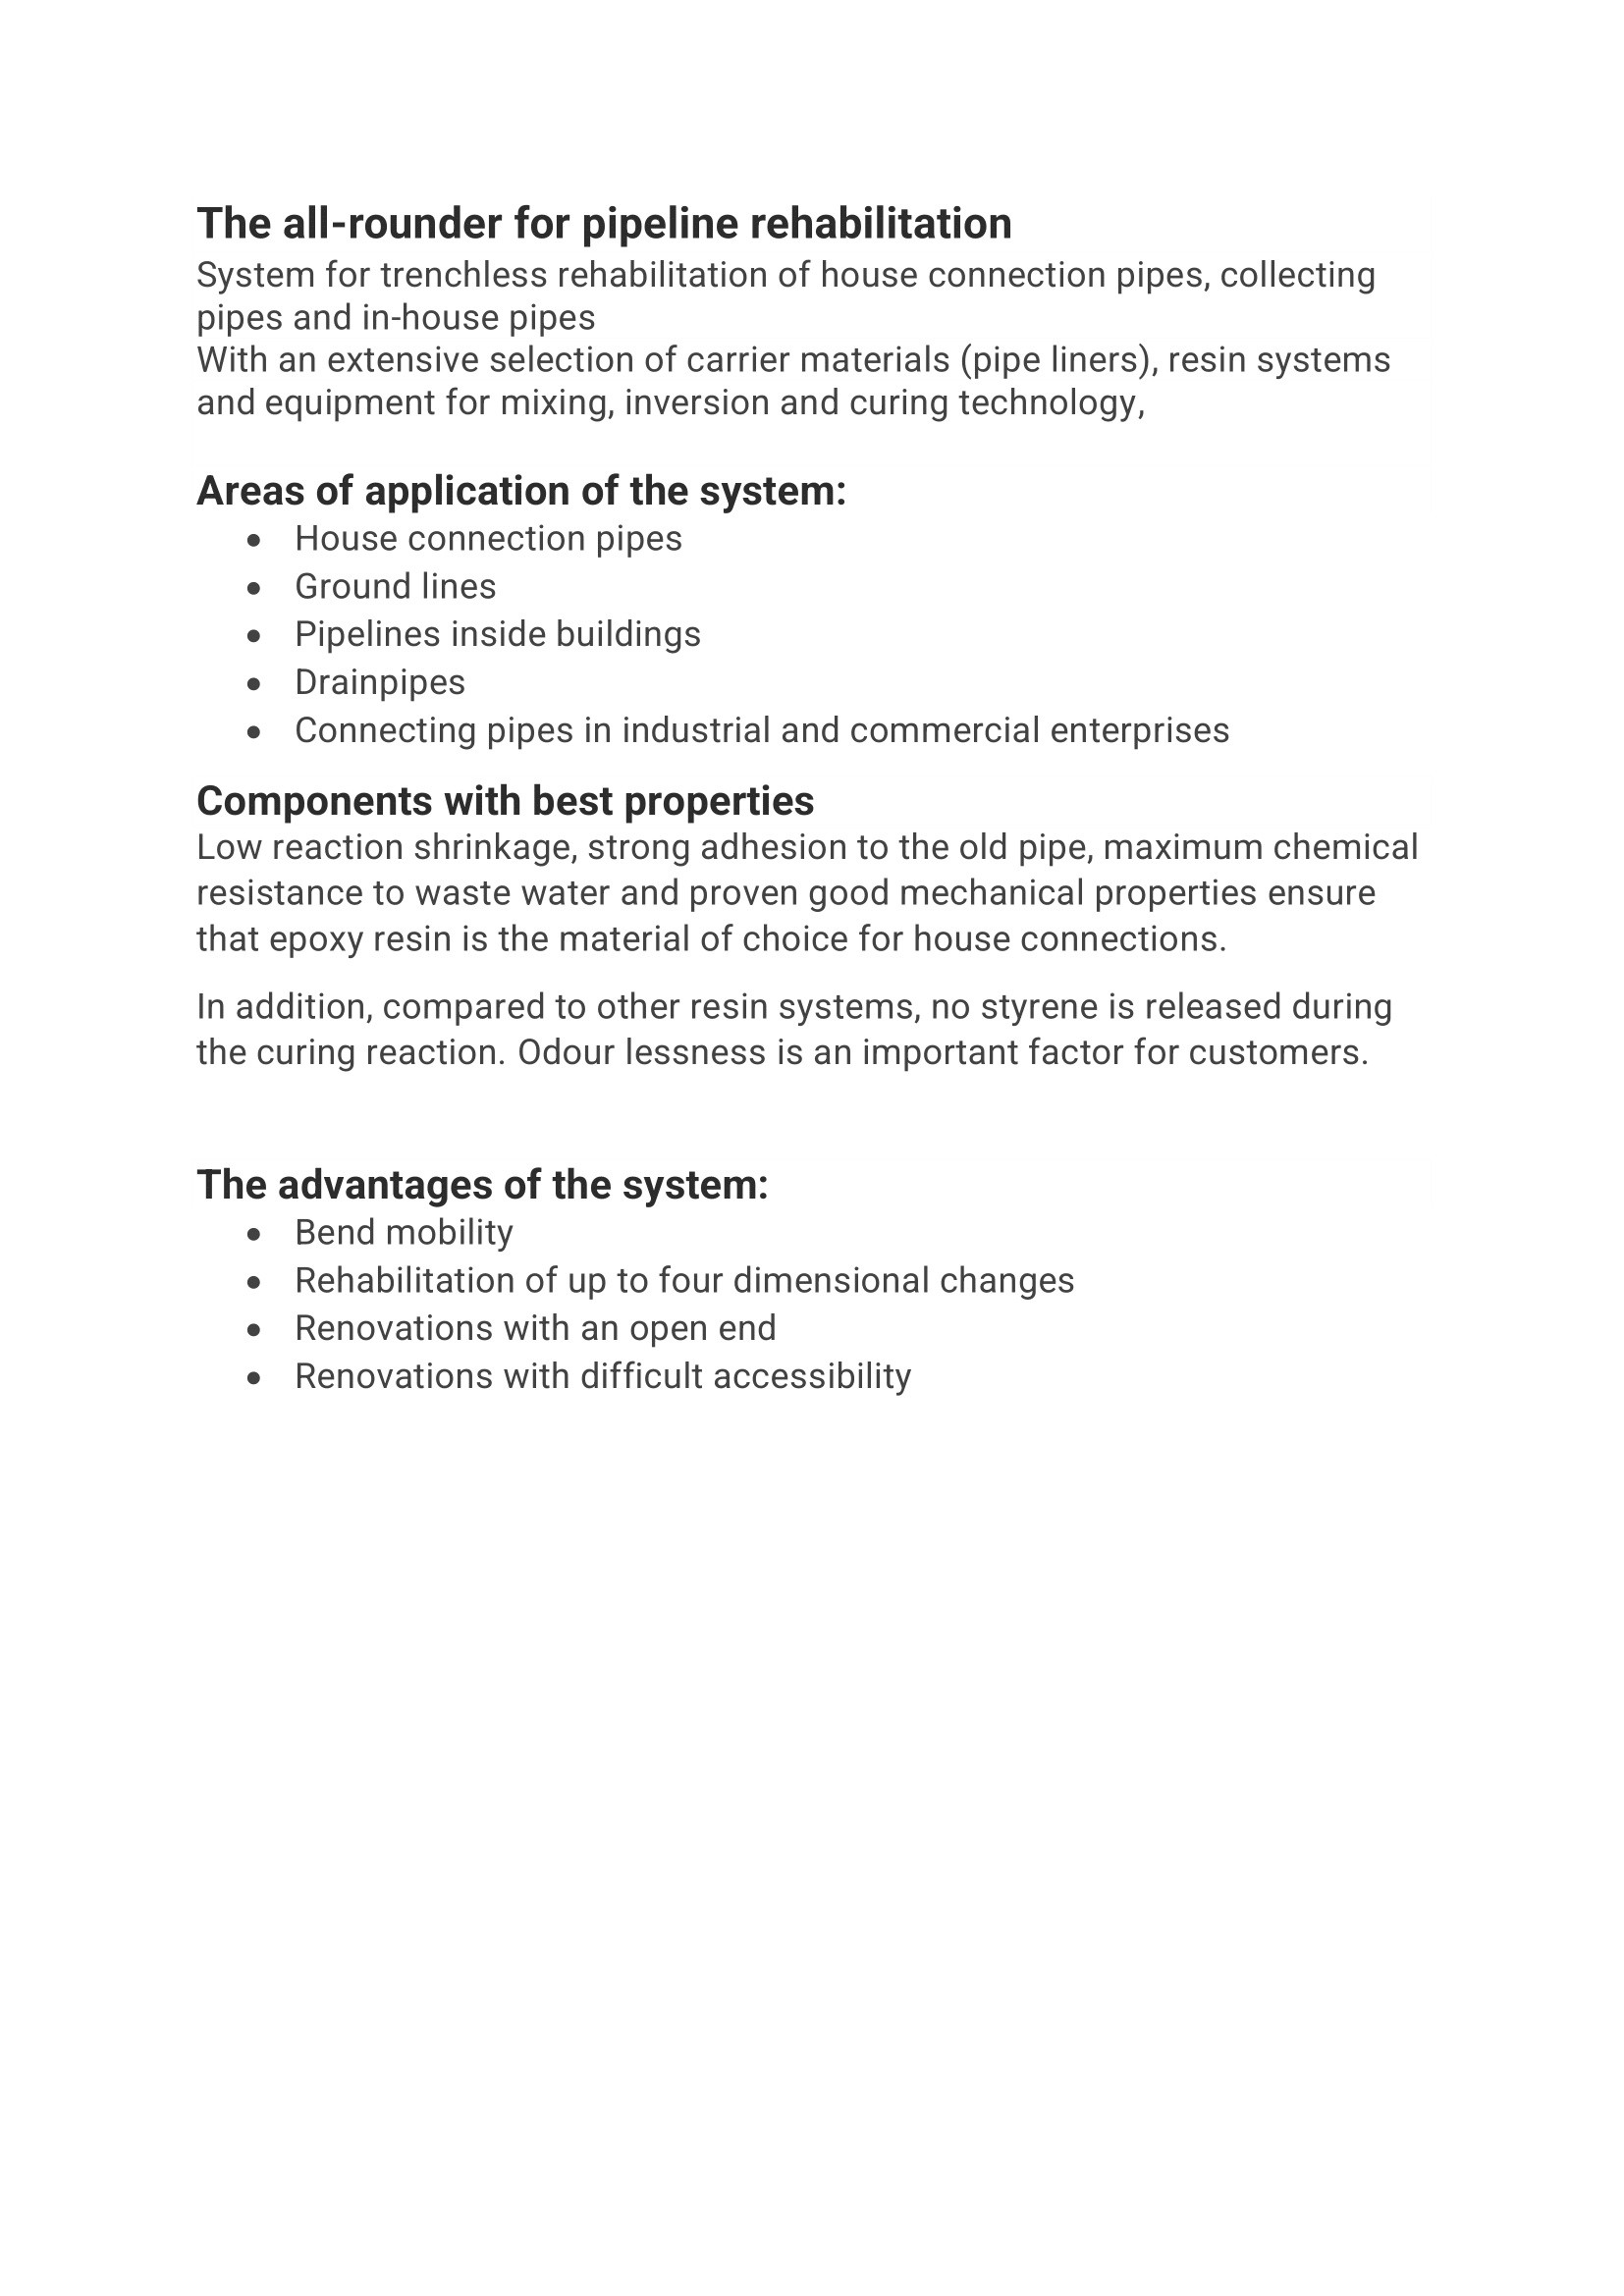 The all-rounder for pipeline rehabilitation
System for trenchless rehabilitation of house connection pipes, collecting
pipes and in-house pipes
With an extensive selection of carrier materials (pipe liners), resin systems
and equipment for mixing, inversion and curing technology,
Areas of application of the system:
• House connection pipes
• Ground lines
• Pipelines inside buildings
• Drainpipes
• Connecting pipes in industrial and commercial enterprises
Components with best properties
Low reaction shrinkage, strong adhesion to the old pipe, maximum chemical
resistance to waste water and proven good mechanical properties ensure
that epoxy resin is the material of choice for house connections.
In addition, compared to other resin systems, no styrene is released during
the curing reaction. Odour lessness is an important factor for customers.
The advantages of the system:
• Bend mobility
• Rehabilitation of up to four dimensional changes
• Renovations with an open end
• Renovations with difficult accessibility